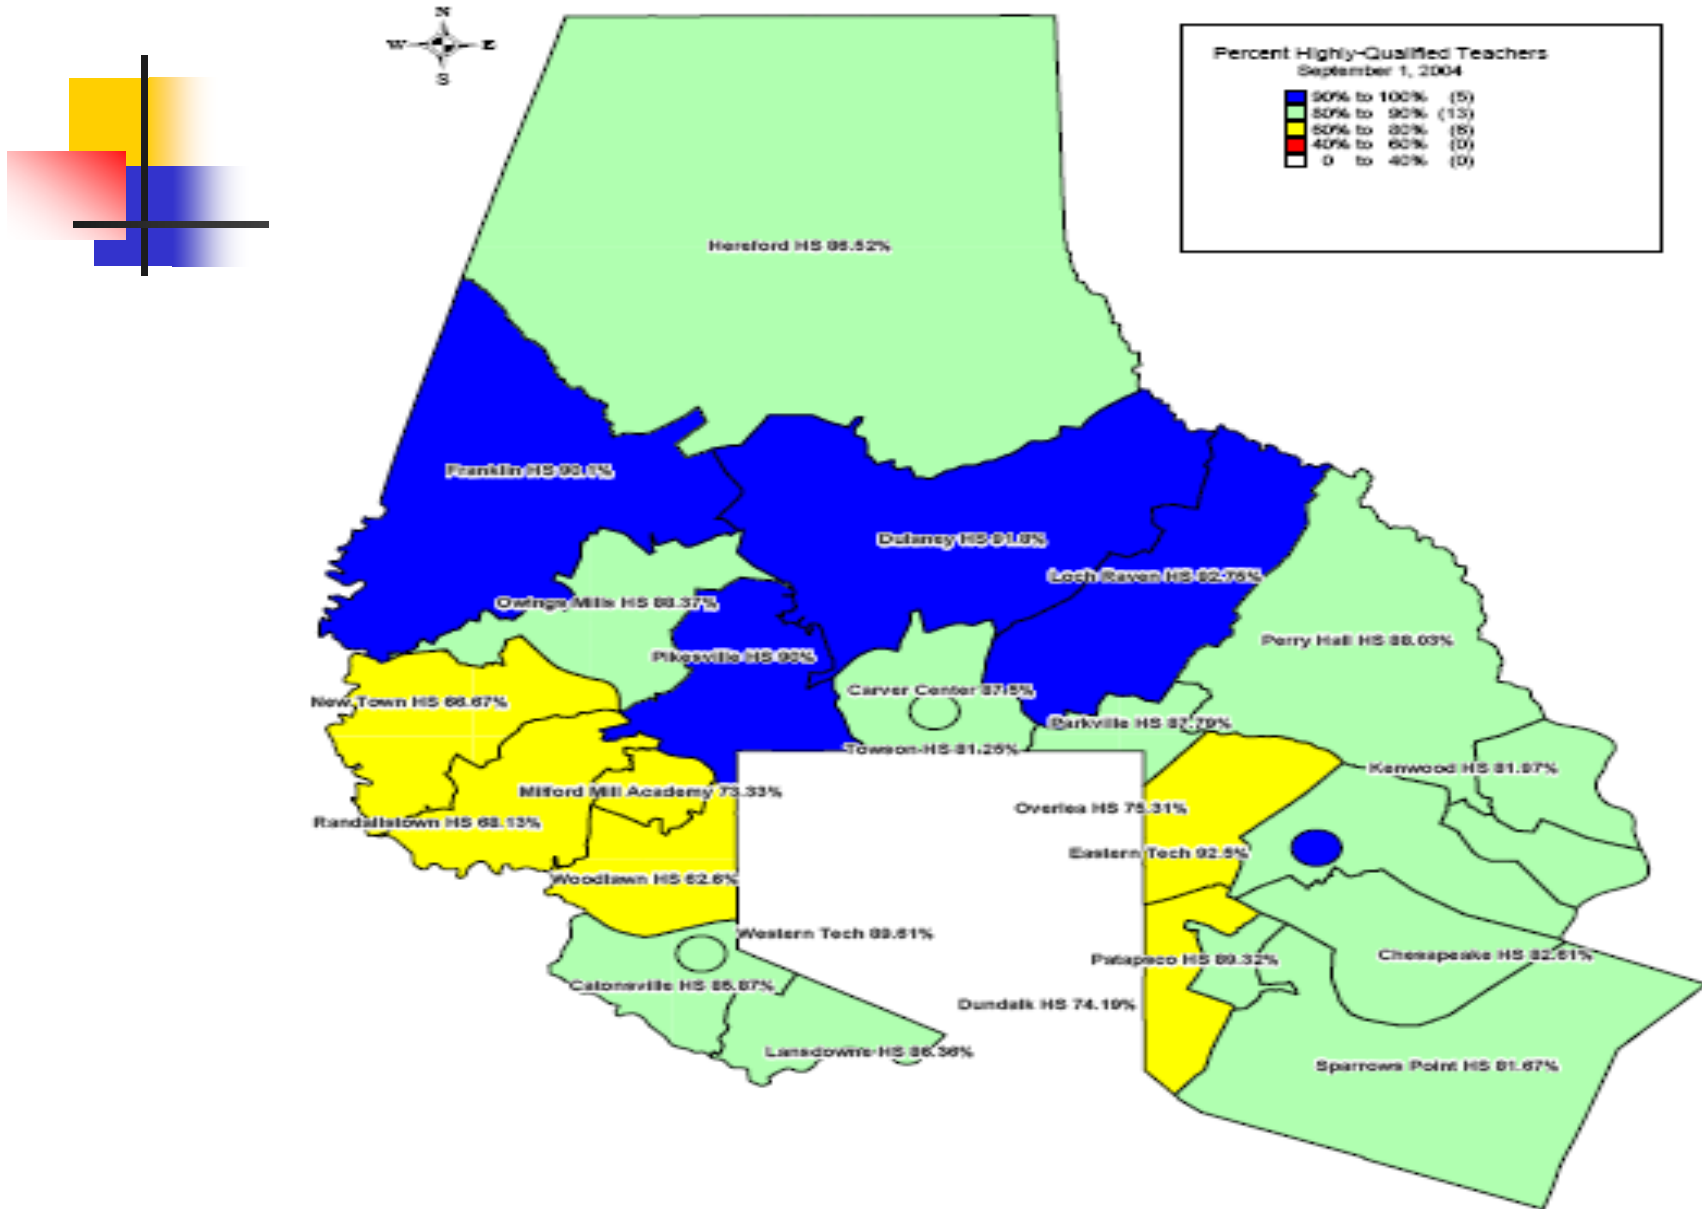 N
W E
S
Percent Highly-Qualified Teachers
September 1, 2004
90% to 100% (5)
80% to 90% (13)
60% to 80% (6)
40% to 60% (0)
0 to 40% (0)
Hereford HS 86.52%
Franklin HS 90.1%
Dulaney HS 91.8%
Loch Raven HS 92.75%
Owings Mills HS 88.37%
Perry Hall HS 88.03%
Pikesville HS 90%
Carver Center 87.5%
New Town HS 66.67%
Parkville HS 87.79%
Towson HS 81.25%
Kenwood HS 81.97%
Milford Mill Academy 73.33%
Overlea HS 75.31%
Randallstown HS 68.13%
Eastern Tech 92.5%
Woodlawn HS 62.6%
Western Tech 89.61%
Chesapeake HS 82.61%
Patapsco HS 89.32%
Catonsville HS 85.87%
Dundalk HS 74.19%
Lansdowne HS 86.36%
Sparrows Point HS 81.67%